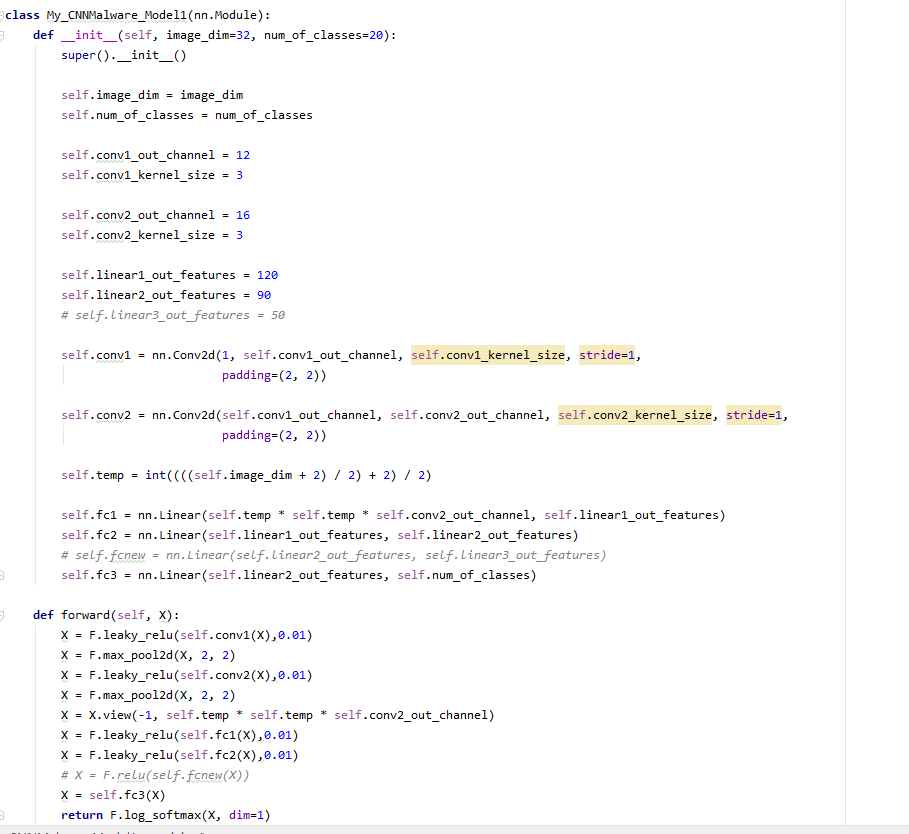 class My_CNNMalware_Model1(nn.Module):
    def __init__(self, image_dim=32, num_of_classes=20):
        super().__init__()

        self.image_dim = image_dim
        self.num_of_classes = num_of_classes

        self.conv1_out_channel = 12
        self.conv1_kernel_size = 3

        self.conv2_out_channel = 16
        self.conv2_kernel_size = 3

        self.linear1_out_features = 120
        self.linear2_out_features = 90
        # self.linear3_out_features = 50

        self.conv1 = nn.Conv2d(1, self.conv1_out_channel, self.conv1_kernel_size, stride=1,
                               padding=(2, 2))

        self.conv2 = nn.Conv2d(self.conv1_out_channel, self.conv2_out_channel, self.conv2_kernel_size, stride=1,
                               padding=(2, 2))

        self.temp = int((((self.image_dim + 2) / 2) + 2) / 2)

        self.fc1 = nn.Linear(self.temp * self.temp * self.conv2_out_channel, self.linear1_out_features)
        self.fc2 = nn.Linear(self.linear1_out_features, self.linear2_out_features)
        # self.fcnew = nn.Linear(self.linear2_out_features, self.linear3_out_features)
        self.fc3 = nn.Linear(self.linear2_out_features, self.num_of_classes)

    def forward(self, X):
        X = F.leaky_relu(self.conv1(X),0.01)
        X = F.max_pool2d(X, 2, 2)
        X = F.leaky_relu(self.conv2(X),0.01)
        X = F.max_pool2d(X, 2, 2)
        X = X.view(-1, self.temp * self.temp * self.conv2_out_channel)
        X = F.leaky_relu(self.fc1(X),0.01)
        X = F.leaky_relu(self.fc2(X),0.01)
        # X = F.relu(self.fcnew(X))
        X = self.fc3(X)
        return F.log_softmax(X, dim=1)